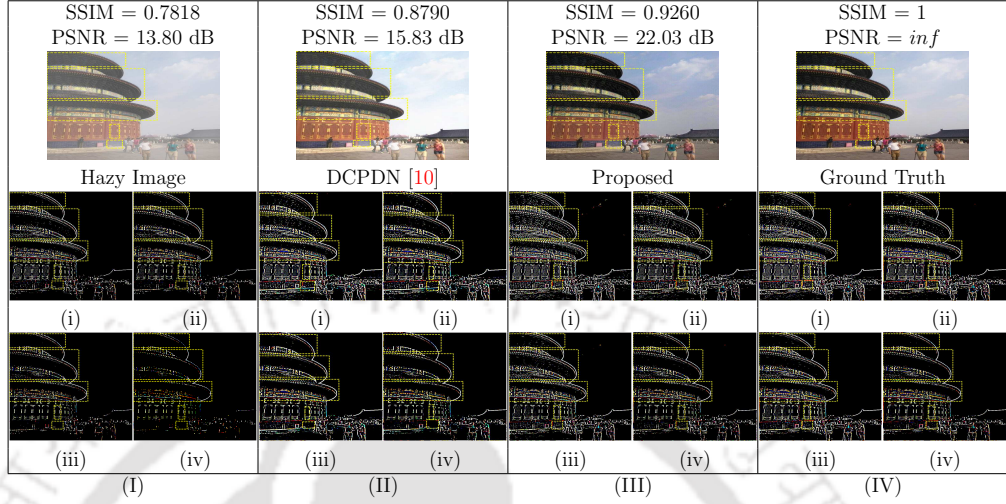 SSIM = 0.7818
PSNR = 13.80 dB
SSIM = 0.8790
PSNR = 15.83 dB
SSIM = 0.9260
PSNR = 22.03 dB
SSIM = 1
PSNR = inf
Hazy Image
DCPDN [10]
Proposed
Ground Truth
(i) (ii) (i) (ii) (i) (ii) (i) (ii)
(iii) (iv) (iii) (iv) (iii) (iv) (iii) (iv)
(I) (II) (III) (IV)